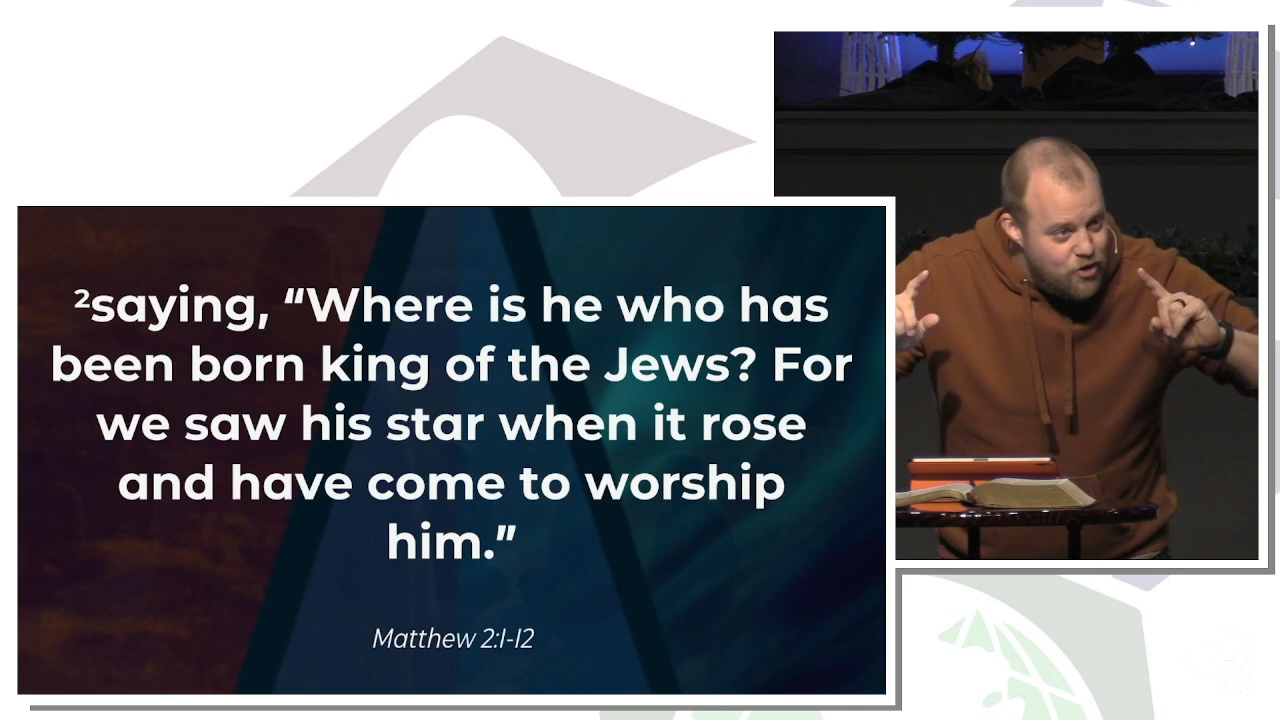 ²saying, “Where is he who has
been born king of the Jews? For
we saw his star when it rose
and have come to worship
him.”
Matthew 2:1-12